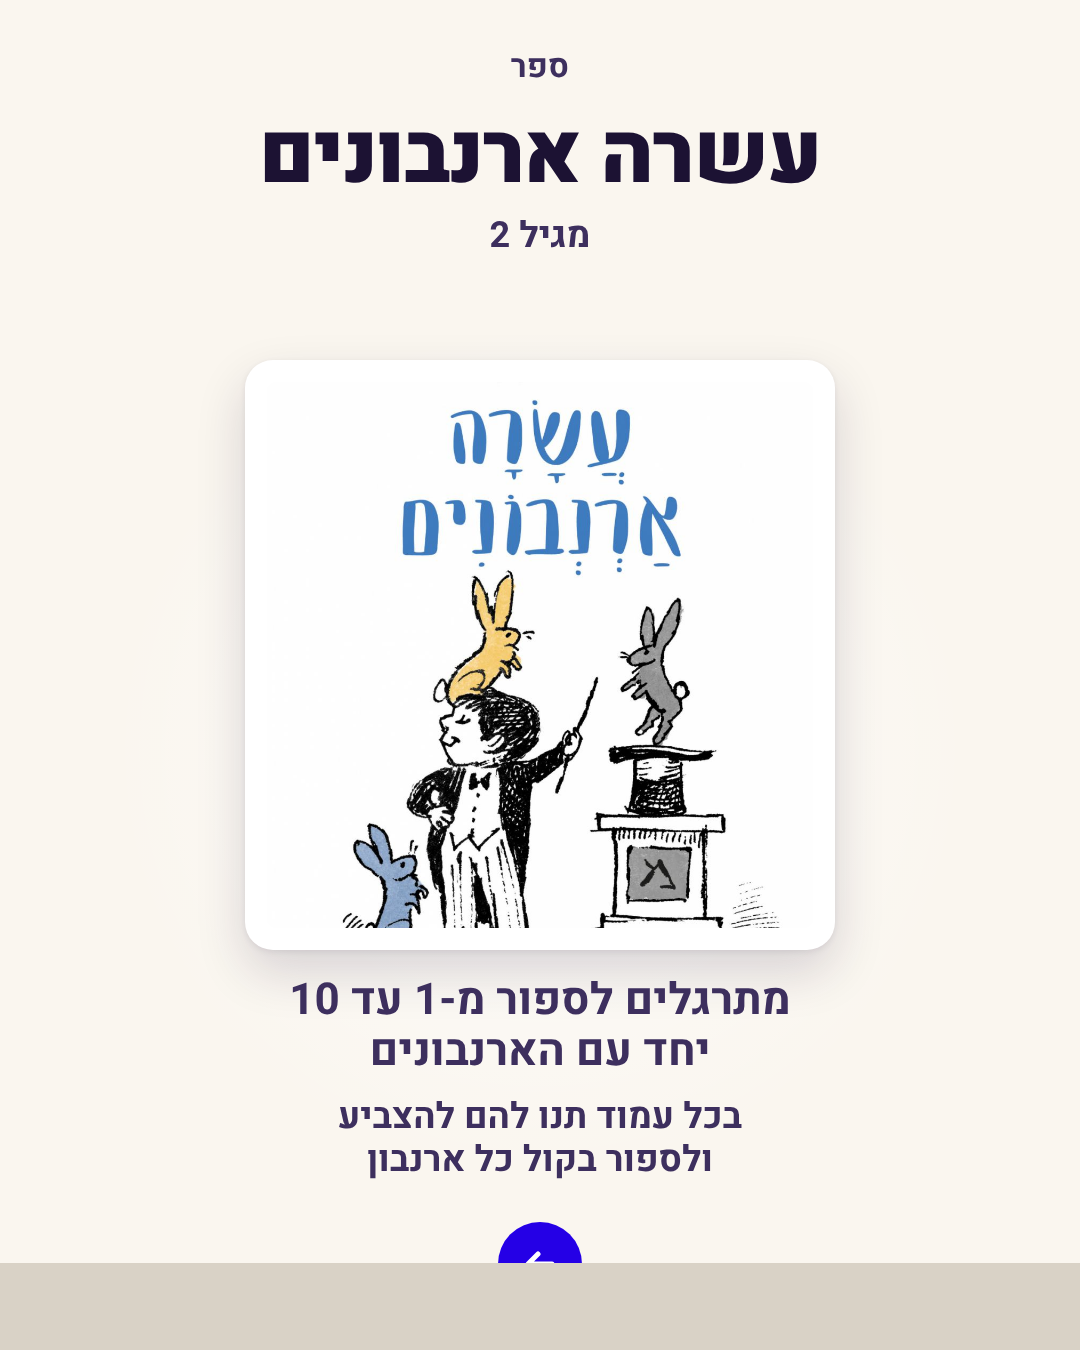 ספר
עשרה ארנבונים
מגיל 2
עֲשָׂרָה
אַרְנְבוֹנִים
מ
מתרגלים לספור מ-1 עד 10
יחד עם הארנבונים
בכל עמוד תנו להם להצביע
ולספור בקול כל ארנבון